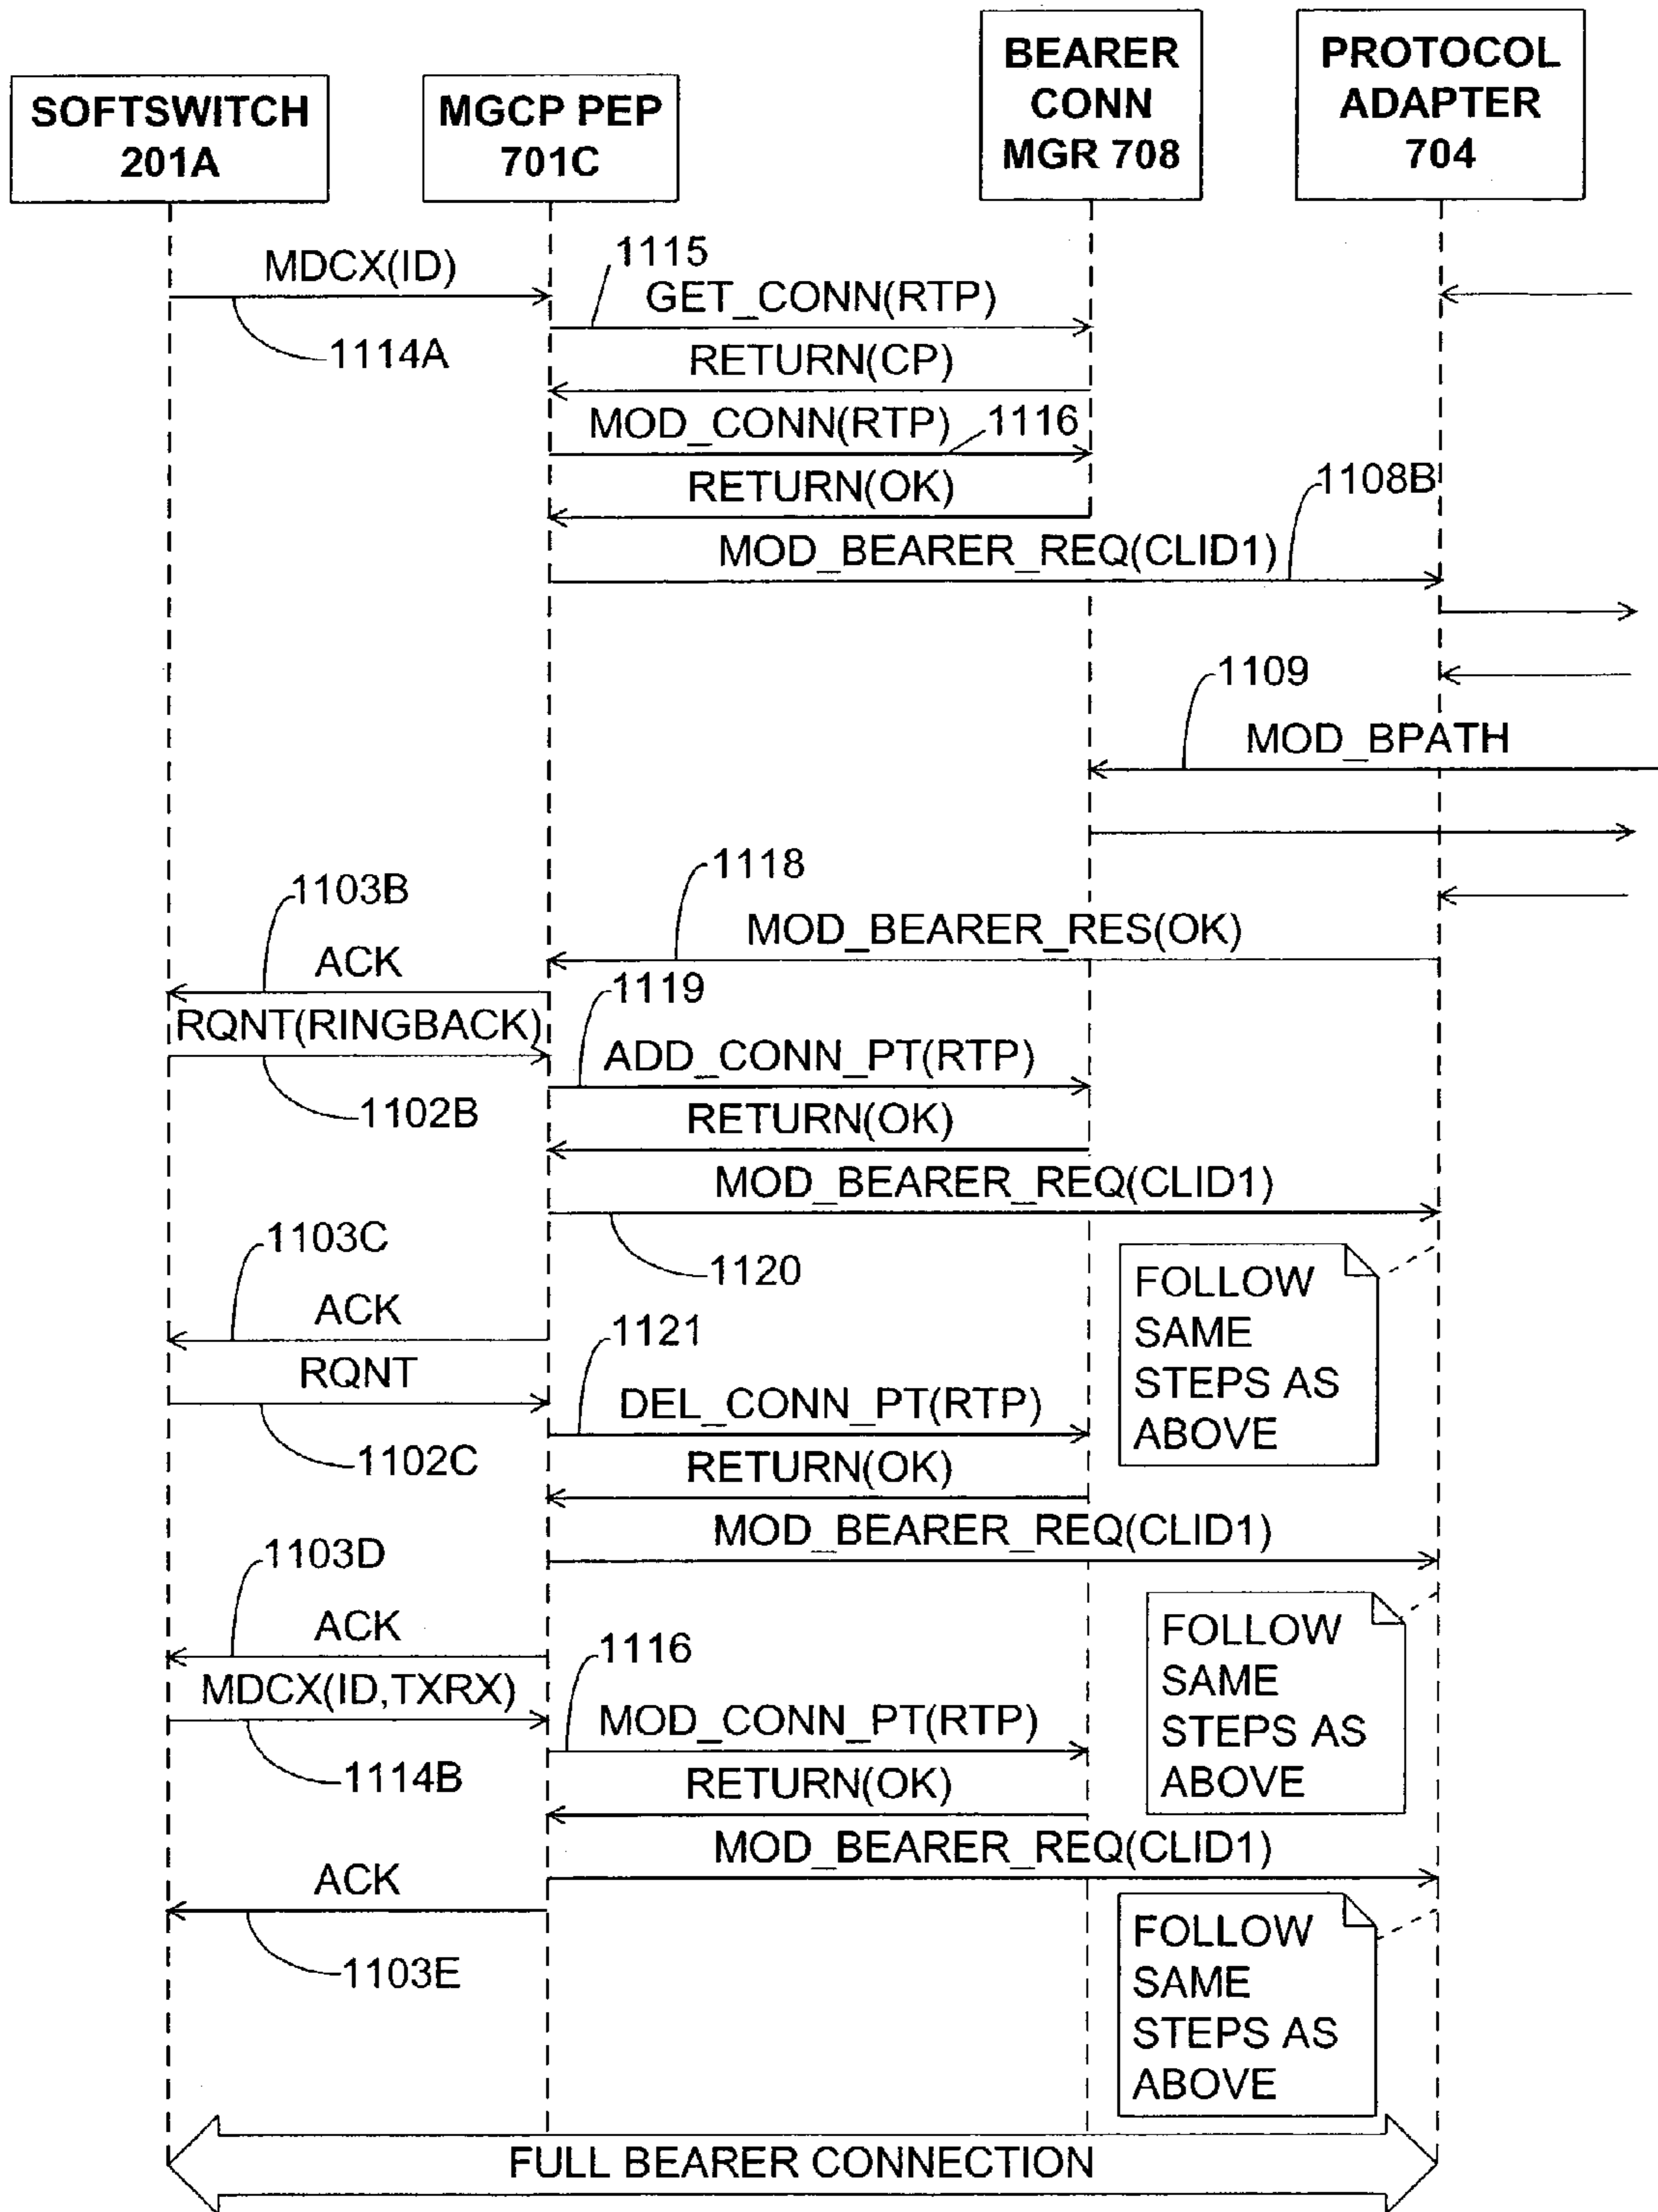 SOFTSWITCH
201A
MGCP PEP
701C
BEARER
CONN
MGR 708
PROTOCOL
ADAPTER
704
MDCX(ID)
1114A
1115
GET_CONN(RTP)
RETURN(CP)
MOD_CONN(RTP)
1116
RETURN(OK)
1108B
MOD_BEARER_REQ(CLID1)
1109
MOD_BPATH
1118
MOD_BEARER_RES(OK)
1103B
ACK
RQNT(RINGBACK)
1102B
1119
ADD_CONN_PT(RTP)
RETURN(OK)
MOD_BEARER_REQ(CLID1)
1120
1103C
ACK
FOLLOW
SAME
STEPS AS
ABOVE
RQNT
1102C
1121
DEL_CONN_PT(RTP)
RETURN(OK)
MOD_BEARER_REQ(CLID1)
1103D
ACK
FOLLOW
SAME
STEPS AS
ABOVE
MDCX(ID,TXRX)
1114B
1116
MOD_CONN_PT(RTP)
RETURN(OK)
MOD_BEARER_REQ(CLID1)
ACK
1103E
FOLLOW
SAME
STEPS AS
ABOVE
FULL BEARER CONNECTION